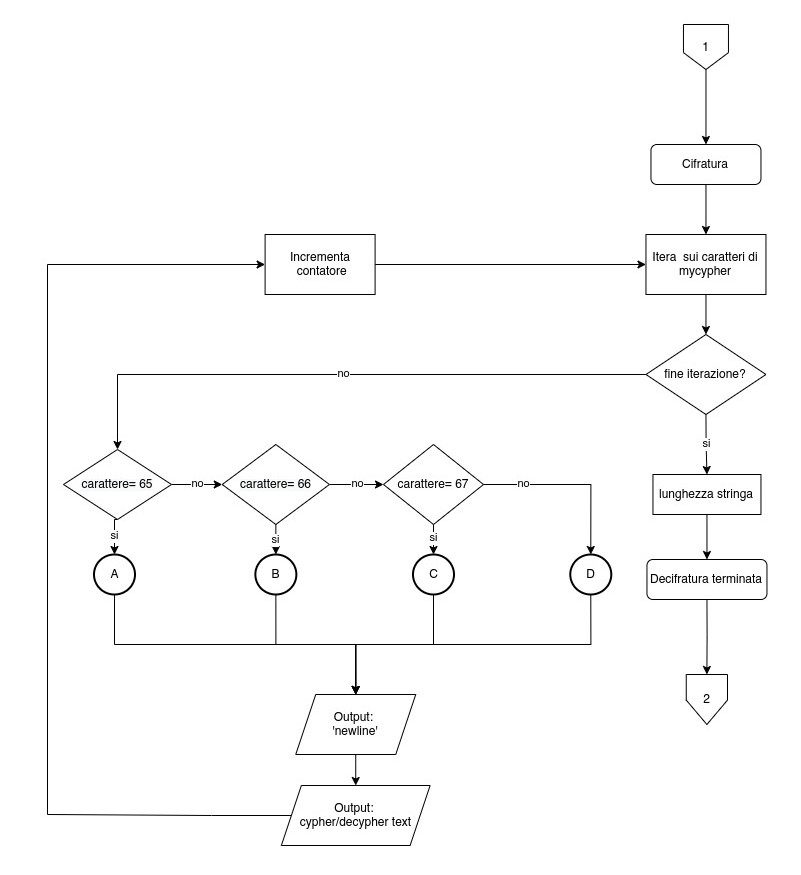 1
Cifratura
Incrementa
contatore
Itera sui caratteri di
mycypher
fine iterazione?
no
si
carattere= 65
no
carattere= 66
no
carattere= 67
no
lunghezza stringa
si
si
si
A
B
C
D
Decifratura terminata
2
Output:
'newline'
Output:
cypher/decypher text